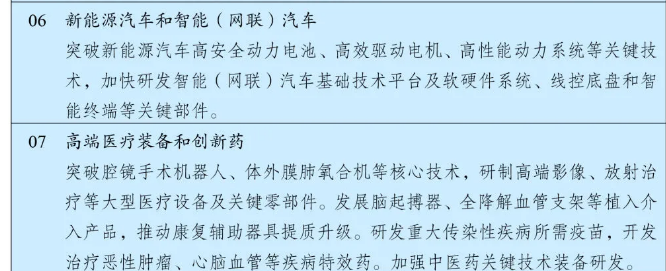 06 新能源汽车和智能（网联）汽车
突破新能源汽车高安全动力电池、高效驱动电机、高性能动力系统等关键技
术，加快研发智能（网联）汽车基础技术平台及软硬件系统、线控底盘和智
能终端等关键部件。
07 高端医疗装备和创新药
突破腔镜手术机器人、体外膜肺氧合机等核心技术，研制高端影像、放射治
疗等大型医疗设备及关键零部件。发展脑起搏器、全降解血管支架等植入介
入产品，推动康复辅助器具提质升级。研发重大传染性疾病所需疫苗，开发
治疗恶性肿瘤、心脑血管等疾病特效药。加强中医药关键技术装备研发。